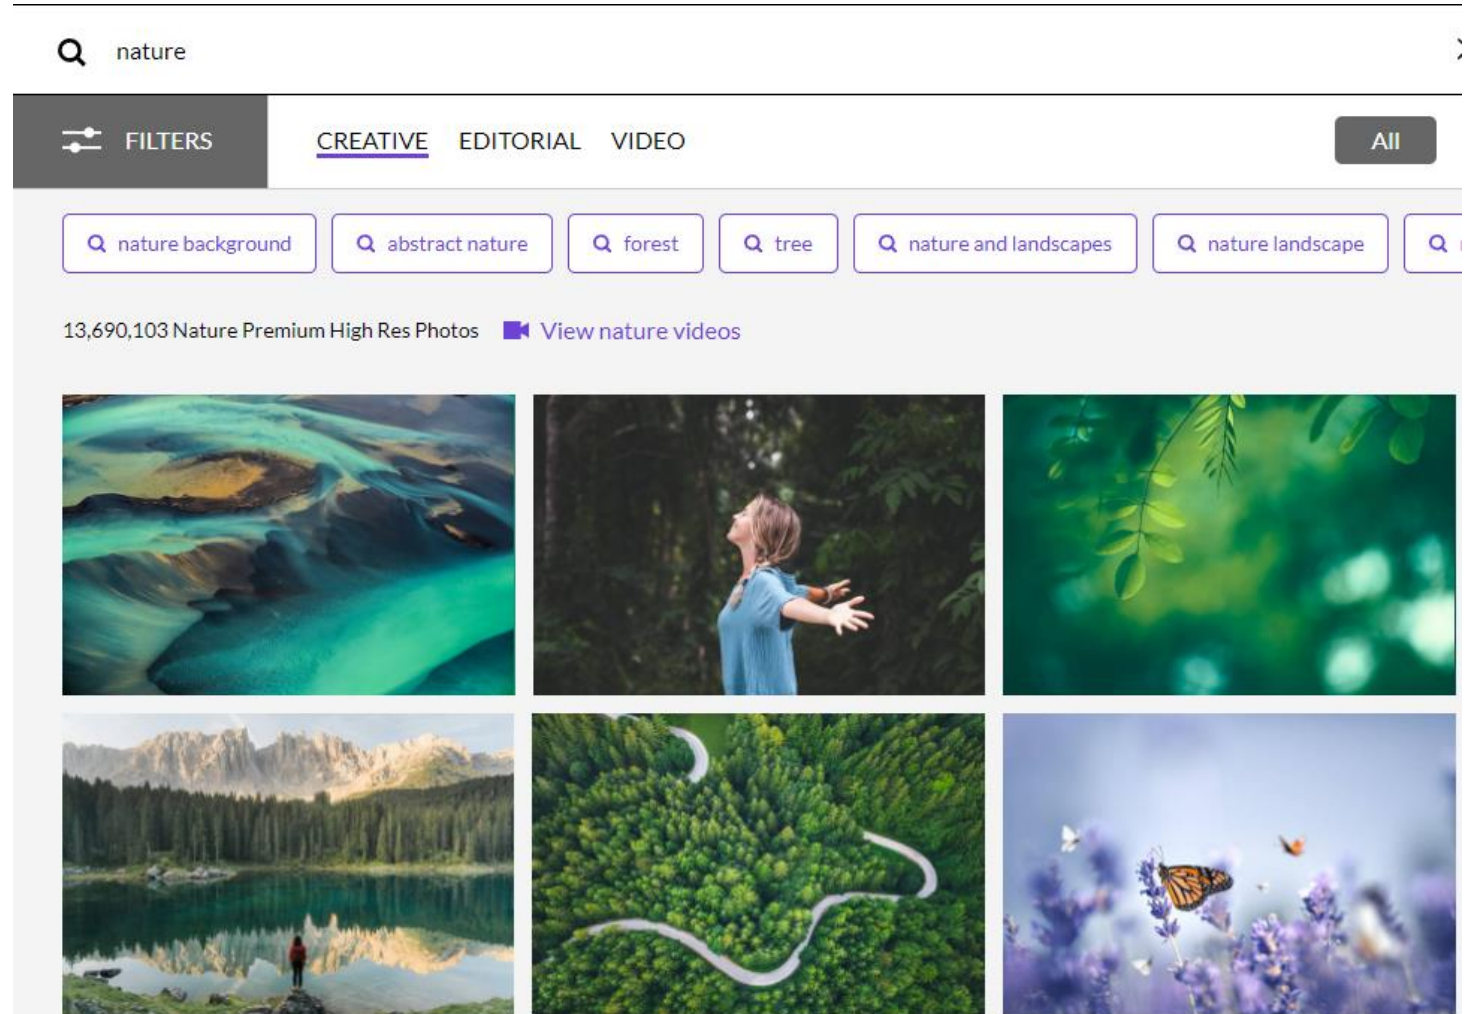 nature
FILTERS CREATIVE EDITORIAL VIDEO All
nature background abstract nature forest tree nature and landscapes nature landscape
13,690,103 Nature Premium High Res Photos View nature videos